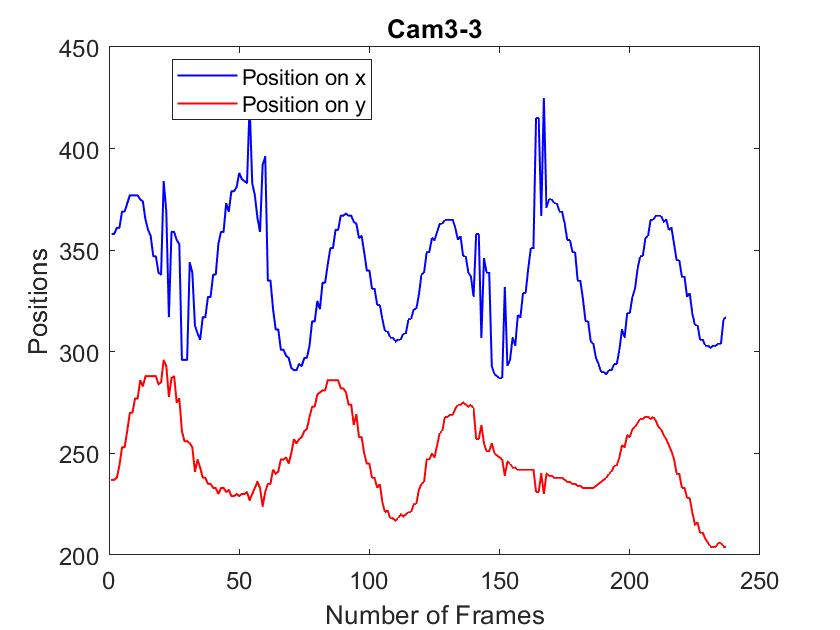 Cam3-3
450
400
350
300
250
200
Positions
Position on x
Position on y
0 50 100 150 200 250
Number of Frames